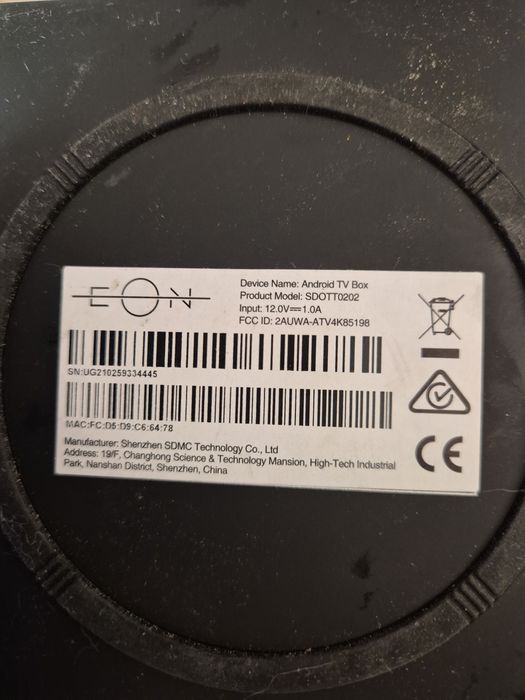 EON
Device Name: Android TV Box
Product Model: SDOTT0202
Input: 12.0V⎓1.0A
FCC ID: 2AUWA-ATV4K85198
SN:UG210259334445
MAC:FC:D5:D9:C6:64:78
Manufacturer: Shenzhen SDMC Technology Co., Ltd
Address: 19/F, Changhong Science & Technology Mansion, High-Tech Industrial
Park, Nanshan District, Shenzhen, China
CE